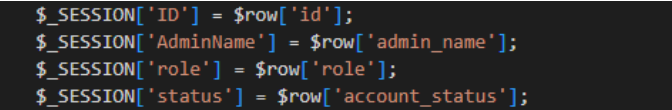 $_SESSION['ID'] = $row['id'];
$_SESSION['AdminName'] = $row['admin_name'];
$_SESSION['role'] = $row['role'];
$_SESSION['status'] = $row['account_status'];